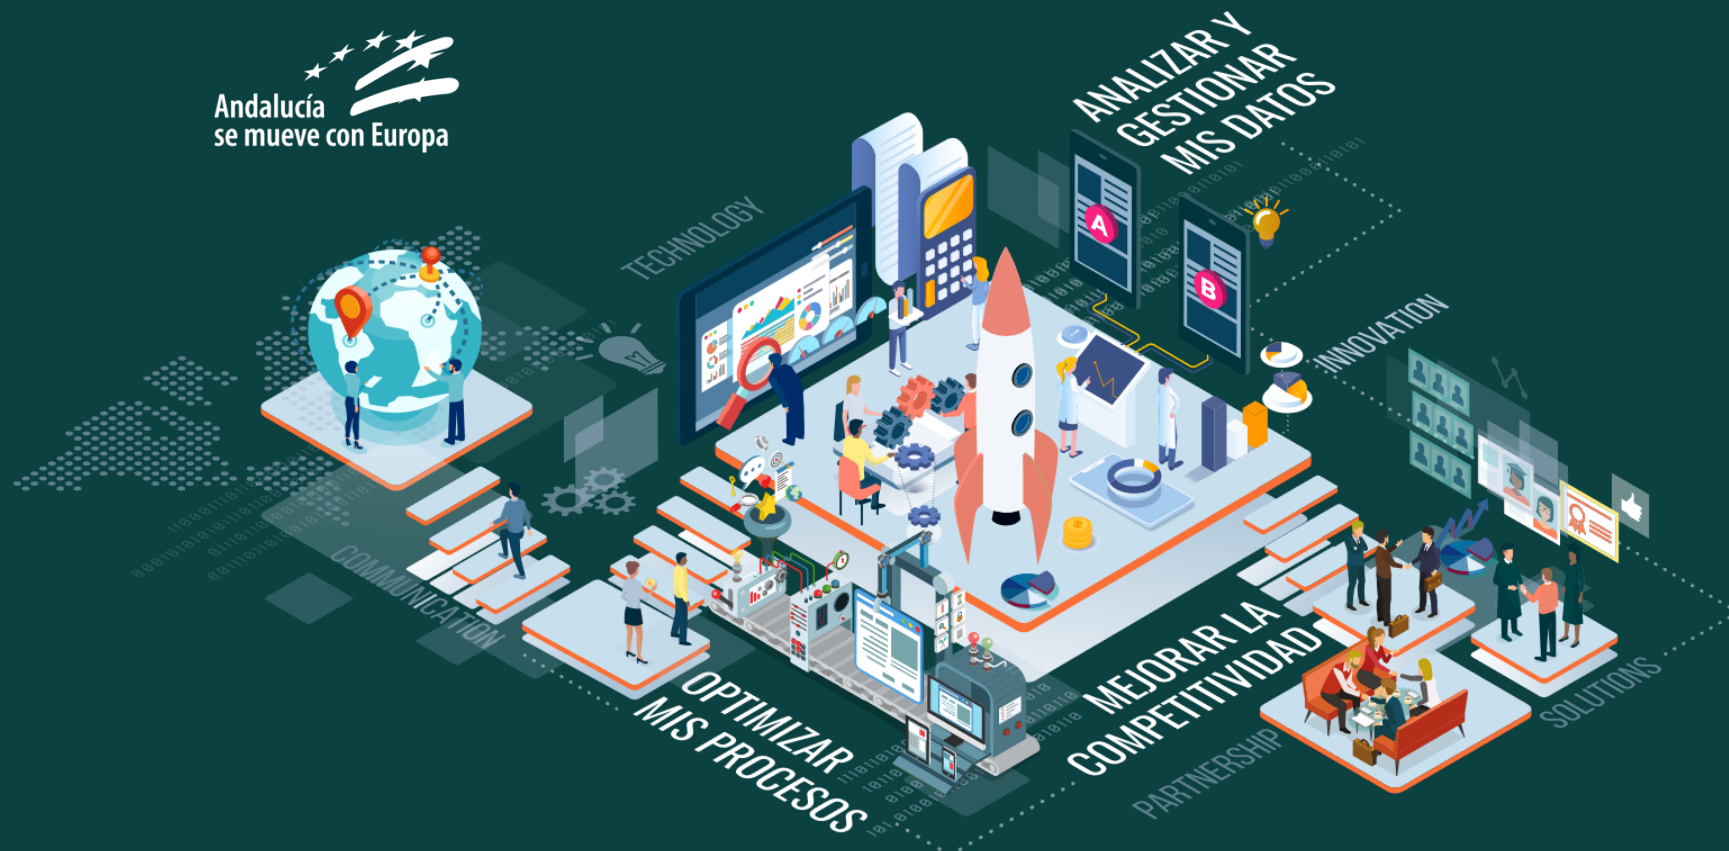 Andalucía
se mueve con Europa
ANALIZAR Y
GESTIONAR
MIS DATOS
TECHNOLOGY
A
B
INNOVATION
COMMUNICATION
OPTIMIZAR
MIS PROCESOS
MEJORAR LA
COMPETITIVIDAD
PARTNERSHIP
SOLUTIONS